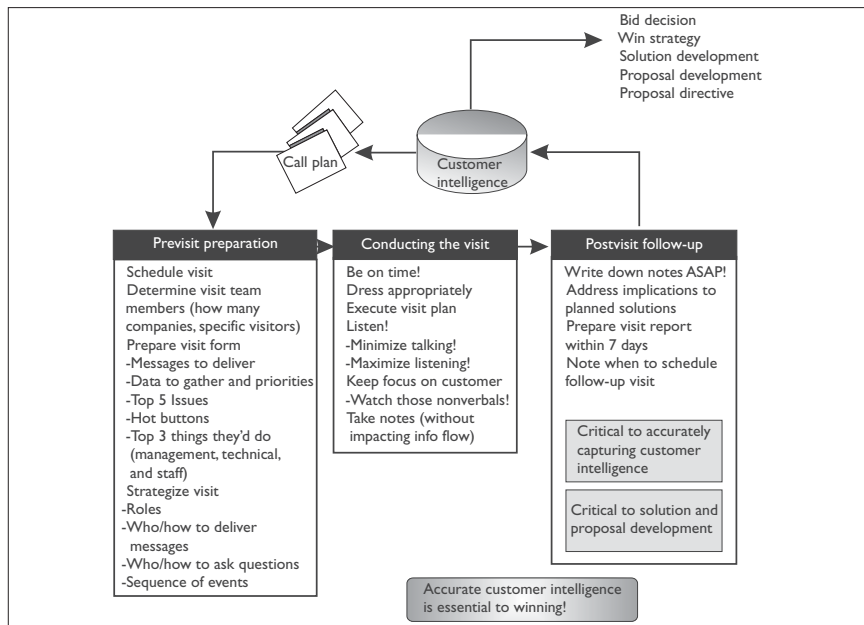 Bid decision
Win strategy
Solution development
Proposal development
Proposal directive
Call plan
Customer
intelligence
Previsit preparation
Schedule visit
Determine visit team
members (how many
companies, specific visitors)
Prepare visit form
-Messages to deliver
-Data to gather and priorities
-Top 5 Issues
-Hot buttons
-Top 3 things they'd do
(management, technical,
and staff)
Strategize visit
-Roles
-Who/how to deliver
messages
-Who/how to ask questions
-Sequence of events
Conducting the visit
Be on time!
Dress appropriately
Execute visit plan
Listen!
-Minimize talking!
-Maximize listening!
Keep focus on customer
-Watch those nonverbals!
Take notes (without
impacting info flow)
Postvisit follow-up
Write down notes ASAP!
Address implications to
planned solutions
Prepare visit report
within 7 days
Note when to schedule
follow-up visit
Critical to accurately
capturing customer
intelligence
Critical to solution and
proposal development
Accurate customer intelligence
is essential to winning!